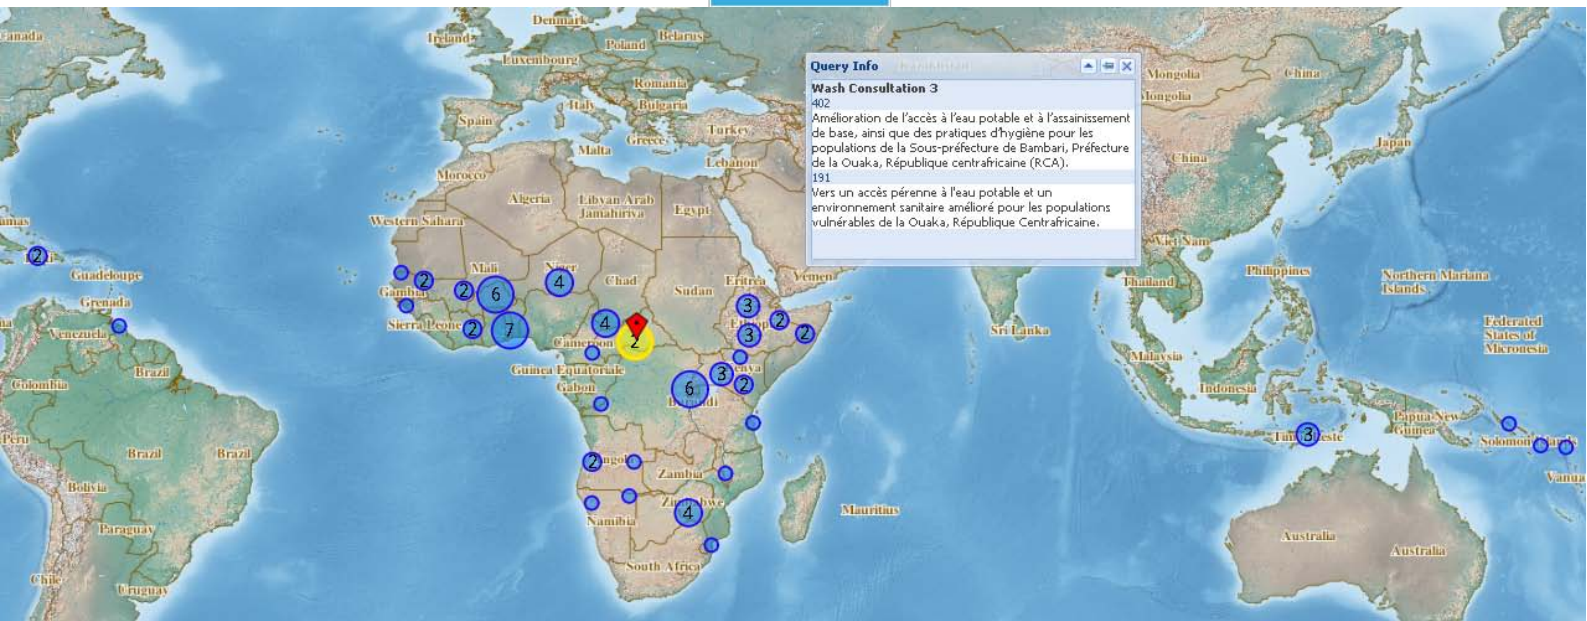 Canada
Ireland
Denmark
Poland
Belarus
Luxembourg
Romania
Italy
Bulgaria
Spain
Greece
Turkey
Malta
Lebanon
Morocco
Algeria
Libyan Arab
Jamahiriya
Egypt
Western Sahara
Query Info
Wash Consultation 3
402
Amélioration de l'accès à l'eau potable et à l'assainissement
de base, ainsi que des pratiques d'hygiène pour les
populations de la Sous-préfecture de Bambari, Préfecture
de la Ouaka, République centrafricaine (RCA).
191
Vers un accès pérenne à l'eau potable et un
environnement sanitaire amélioré pour les populations
vulnérables de la Ouaka, République Centrafricaine.
Mongolia
China
Mongolia
Japan
China
Viet Nam
Thailand
Philippines
Northern Mariana
Islands
Yemen
2
Guadeloupe
Grenada
Venezuela
Colombia
Brazil
Peru
Brazil
Brazil
Bolivia
Paraguay
Chile
Uruguay
2
Mali
Niger
Chad
Sudan
Eritrea
Gambia
2
6
4
3
Sierra Leone
2
7
4
2
3
2
2
Cameroon
Guinea Equatoriale
Gabon
6
3
2
Kenya
Burundi
2
Angola
Zambia
Zimbabwe
4
Namibia
South Africa
Mauritius
Sri Lanka
Malaysia
Indonesia
3
Papua New
Guinea
Solomon Islands
Federated
States of
Micronesia
Australia
Australia